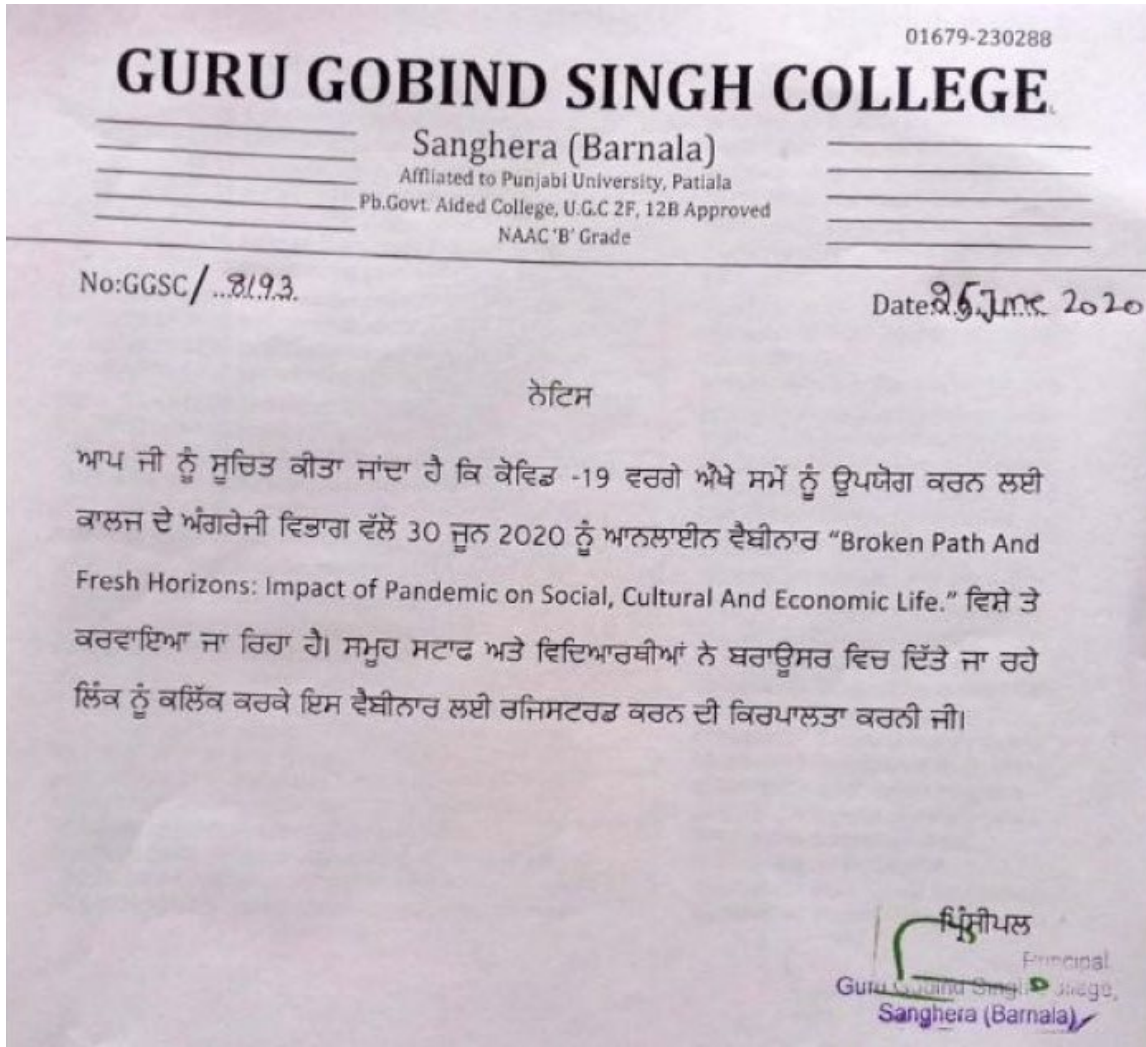 01679-230288
GURU GOBIND SINGH COLLEGE
Sanghera (Barnala)
Affliated to Punjabi University, Patiala
Pb.Govt. Aided College, U.G.C 2F, 12B Approved
NAAC 'B' Grade
No:GGSC/ 8193
Date 25 June 2020
ਨੋਟਿਸ
ਆਪ ਜੀ ਨੂੰ ਸੂਚਿਤ ਕੀਤਾ ਜਾਂਦਾ ਹੈ ਕਿ ਕੋਵਿਡ -19 ਵਰਗੇ ਔਖੇ ਸਮੇਂ ਨੂੰ ਉਪਯੋਗ ਕਰਨ ਲਈ
ਕਾਲਜ ਦੇ ਅੰਗਰੇਜੀ ਵਿਭਾਗ ਵੱਲੋਂ 30 ਜੂਨ 2020 ਨੂੰ ਆਨਲਾਈਨ ਵੈਬੀਨਾਰ “Broken Path And
Fresh Horizons: Impact of Pandemic on Social, Cultural And Economic Life.” ਵਿਸ਼ੇ ਤੇ
ਕਰਵਾਇਆ ਜਾ ਰਿਹਾ ਹੈ। ਸਮੂਹ ਸਟਾਫ ਅਤੇ ਵਿਦਿਆਰਥੀਆਂ ਨੇ ਬਰਾਊਸਰ ਵਿਚ ਦਿੱਤੇ ਜਾ ਰਹੇ
ਲਿੰਕ ਨੂੰ ਕਲਿੱਕ ਕਰਕੇ ਇਸ ਵੈਬੀਨਾਰ ਲਈ ਰਜਿਸਟਰਡ ਕਰਨ ਦੀ ਕਿਰਪਾਲਤਾ ਕਰਨੀ ਜੀ।
ਪ੍ਰਿੰਸੀਪਲ
Principal
Guru Gobind Singh College,
Sanghera (Barnala)